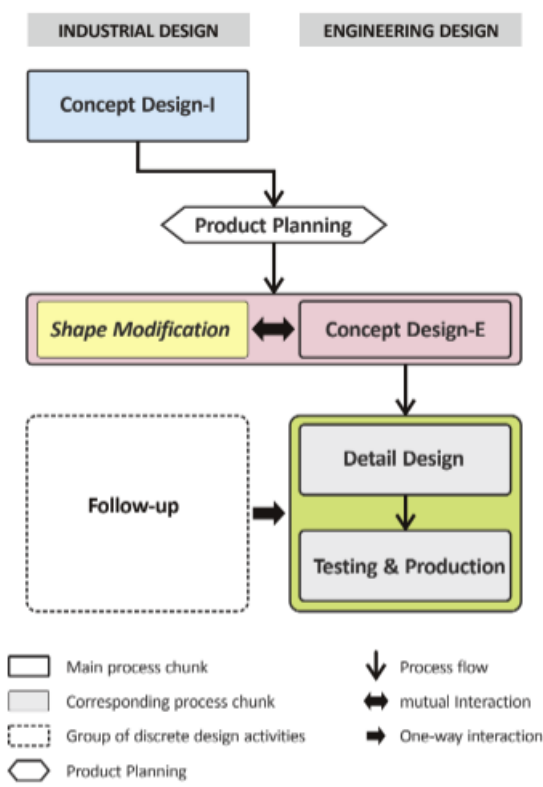 INDUSTRIAL DESIGN
ENGINEERING DESIGN
Concept Design-I
Product Planning
Shape Modification
Concept Design-E
Detail Design
Follow-up
Testing & Production
Main process chunk
Process flow
Corresponding process chunk
mutual Interaction
Group of discrete design activities
One-way interaction
Product Planning